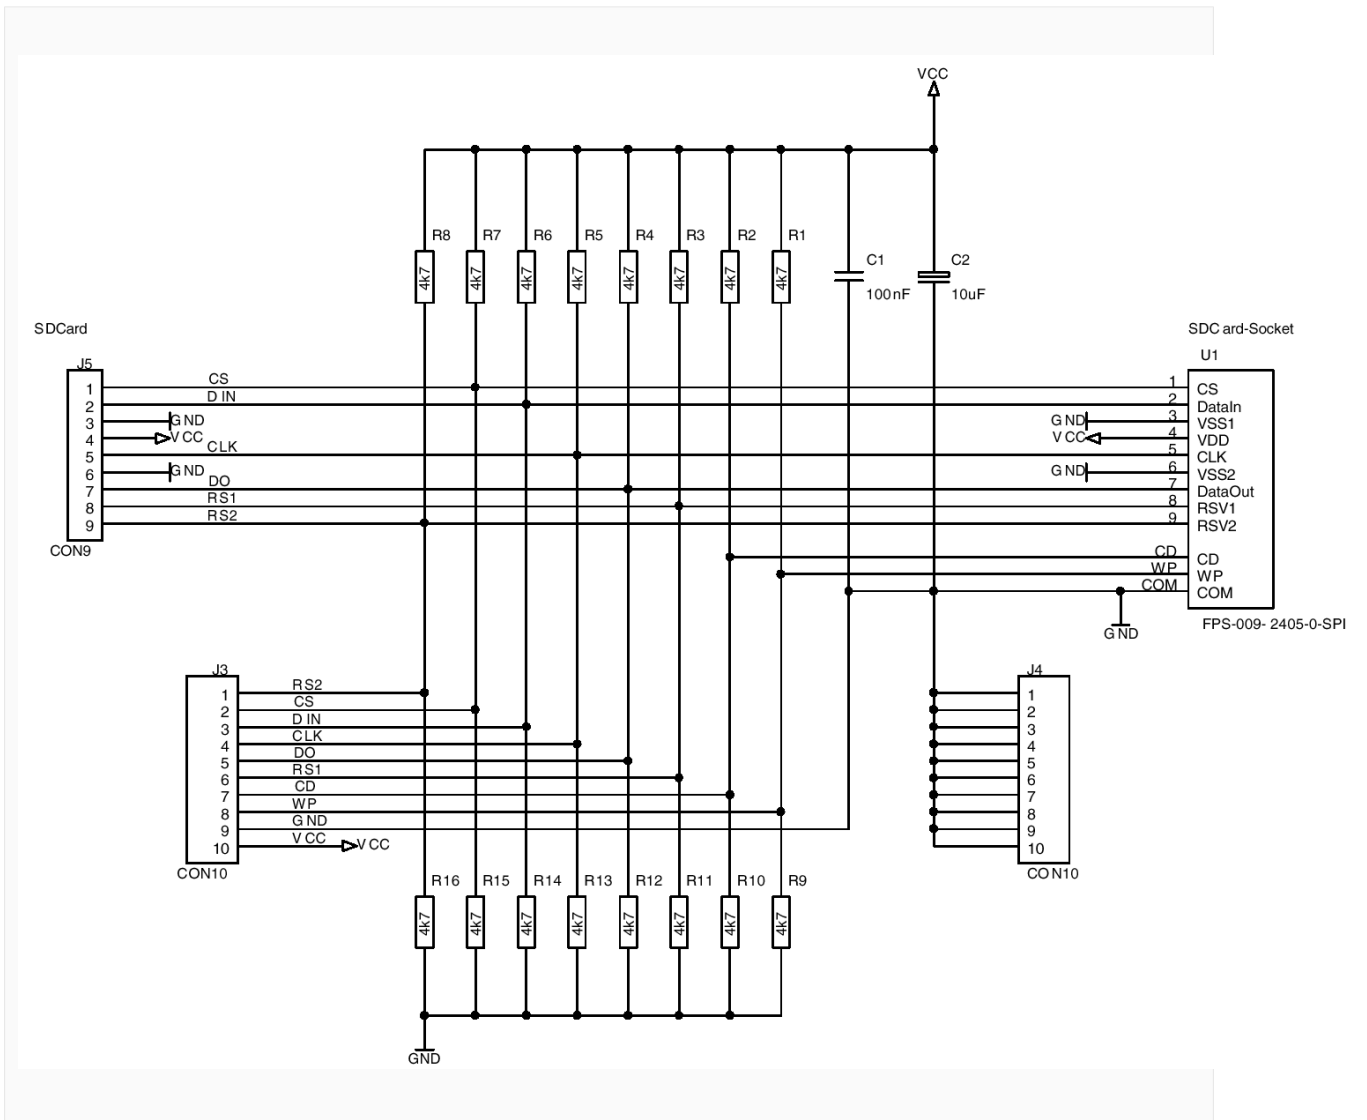 VCC
R8 R7 R6 R5 R4 R3 R2 R1
4k7 4k7 4k7 4k7 4k7 4k7 4k7 4k7
C1 C2
100nF 10uF
SDCard
J5
1 CS
2 D IN
3 GND
4 VCC
5 CLK
6 GND
7 DO
8 RS1
9 RS2
CON9
SDC ard-Socket
U1
1 CS
2 DataIn
GND 3 VSS1
VCC 4 VDD
5 CLK
GND 6 VSS2
7 DataOut
8 RSV1
9 RSV2
CD CD
WP WP
COM COM
GND
FPS-009- 2405-0-SPI
J3
1 RS2
2 CS
3 D IN
4 CLK
5 DO
6 RS1
7 CD
8 WP
9 GND
10 VCC VCC
CON10
J4
1
2
3
4
5
6
7
8
9
10
CON10
R16 R15 R14 R13 R12 R11 R10 R9
4k7 4k7 4k7 4k7 4k7 4k7 4k7 4k7
GND